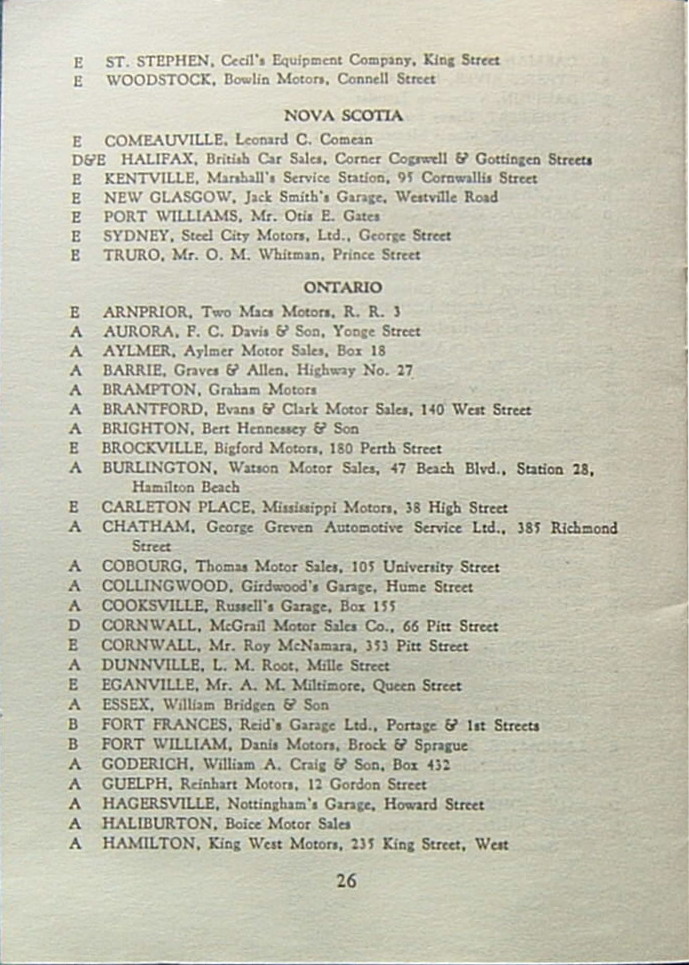 E ST. STEPHEN, Cecil's Equipment Company, King Street
E WOODSTOCK, Bowlin Motors, Connell Street
NOVA SCOTIA
E COMEAUVILLE, Leonard C. Comean
D&E HALIFAX, British Car Sales, Corner Cogswell & Gottingen Streets
E KENTVILLE, Marshall's Service Station, 95 Cornwallis Street
E NEW GLASGOW, Jack Smith's Garage, Westville Road
E PORT WILLIAMS, Mr. Otis E. Gates
E SYDNEY, Steel City Motors, Ltd., George Street
E TRURO, Mr. O. M. Whitman, Prince Street
ONTARIO
E ARNPRIOR, Two Macs Motors, R. R. 3
A AURORA, F. C. Davis & Son, Yonge Street
A AYLMER, Aylmer Motor Sales, Box 18
A BARRIE, Graves & Allen, Highway No. 27
A BRAMPTON, Graham Motors
A BRANTFORD, Evans & Clark Motor Sales, 140 West Street
A BRIGHTON, Bert Hennessey & Son
E BROCKVILLE, Bigford Motors, 180 Perth Street
A BURLINGTON, Watson Motor Sales, 47 Beach Blvd., Station 28,
Hamilton Beach
E CARLETON PLACE, Mississippi Motors, 38 High Street
A CHATHAM, George Greven Automotive Service Ltd., 385 Richmond
Street
A COBOURG, Thomas Motor Sales, 105 University Street
A COLLINGWOOD, Girdwood's Garage, Hume Street
A COOKSVILLE, Russell's Garage, Box 155
D CORNWALL, McGrail Motor Sales Co., 66 Pitt Street
E CORNWALL, Mr. Roy McNamara, 353 Pitt Street
A DUNNVILLE, L. M. Root, Mille Street
E EGANVILLE, Mr. A. M. Miltimore, Queen Street
A ESSEX, William Bridgen & Son
B FORT FRANCES, Reid's Garage Ltd., Portage & 1st Streets
B FORT WILLIAM, Danis Motors, Brock & Sprague
A GODERICH, William A. Craig & Son, Box 432
A GUELPH, Reinhart Motors, 12 Gordon Street
A HAGERSVILLE, Nottingham's Garage, Howard Street
A HALIBURTON, Boice Motor Sales
A HAMILTON, King West Motors, 235 King Street, West
26